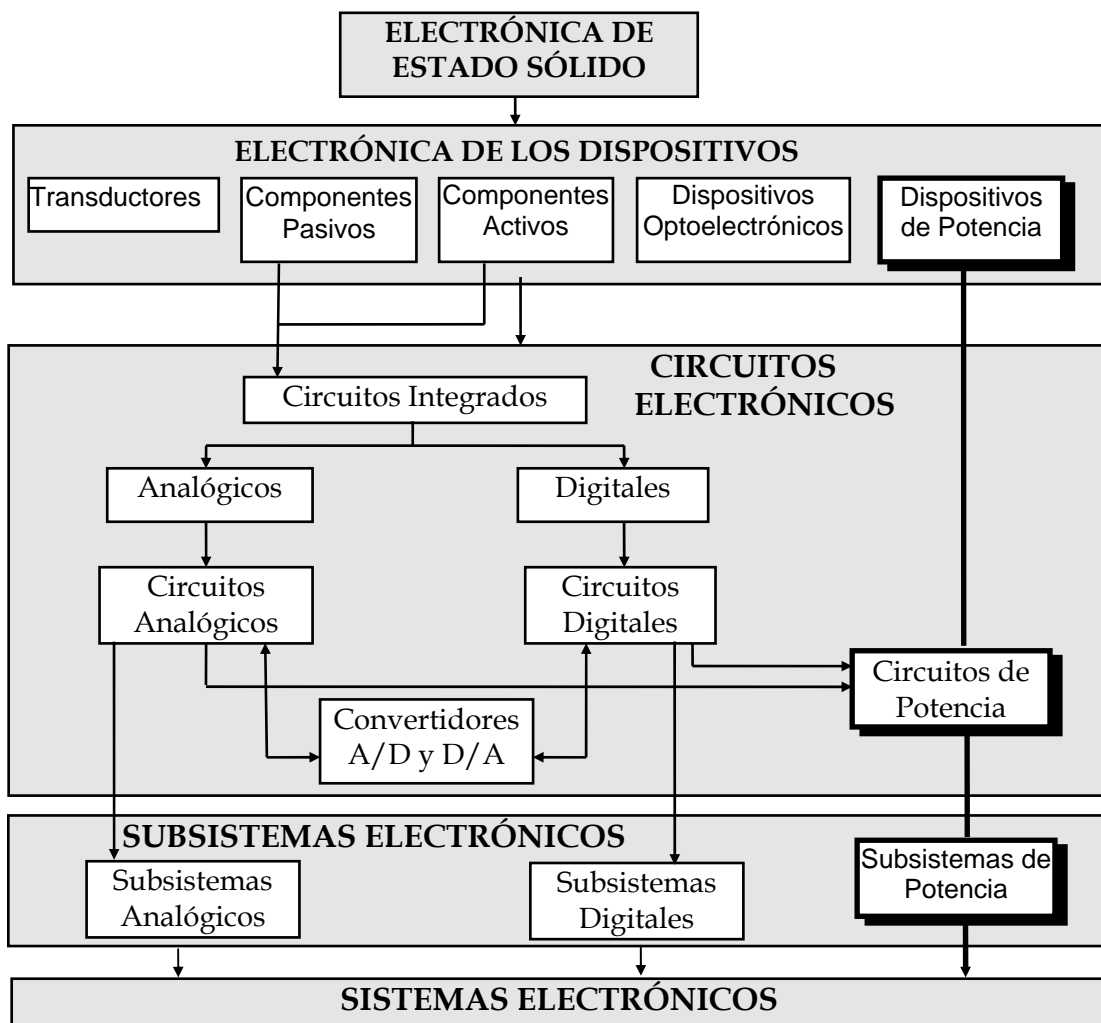 ELECTRÓNICA DE
ESTADO SÓLIDO
ELECTRÓNICA DE LOS DISPOSITIVOS
Transductores
Componentes
Pasivos
Componentes
Activos
Dispositivos
Optoelectrónicos
Dispositivos
de Potencia
CIRCUITOS
ELECTRÓNICOS
Circuitos Integrados
Analógicos
Digitales
Circuitos
Analógicos
Circuitos
Digitales
Circuitos de
Potencia
Convertidores
A/D y D/A
SUBSISTEMAS ELECTRÓNICOS
Subsistemas
Analógicos
Subsistemas
Digitales
Subsistemas de
Potencia
SISTEMAS ELECTRÓNICOS